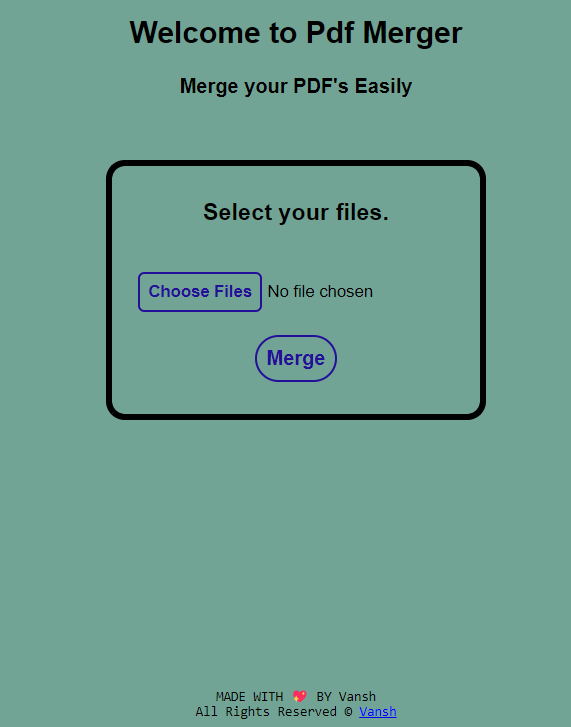 Welcome to Pdf Merger
Merge your PDF's Easily
Select your files.
Choose Files No file chosen
Merge
MADE WITH 💖 BY Vansh
All Rights Reserved © Vansh